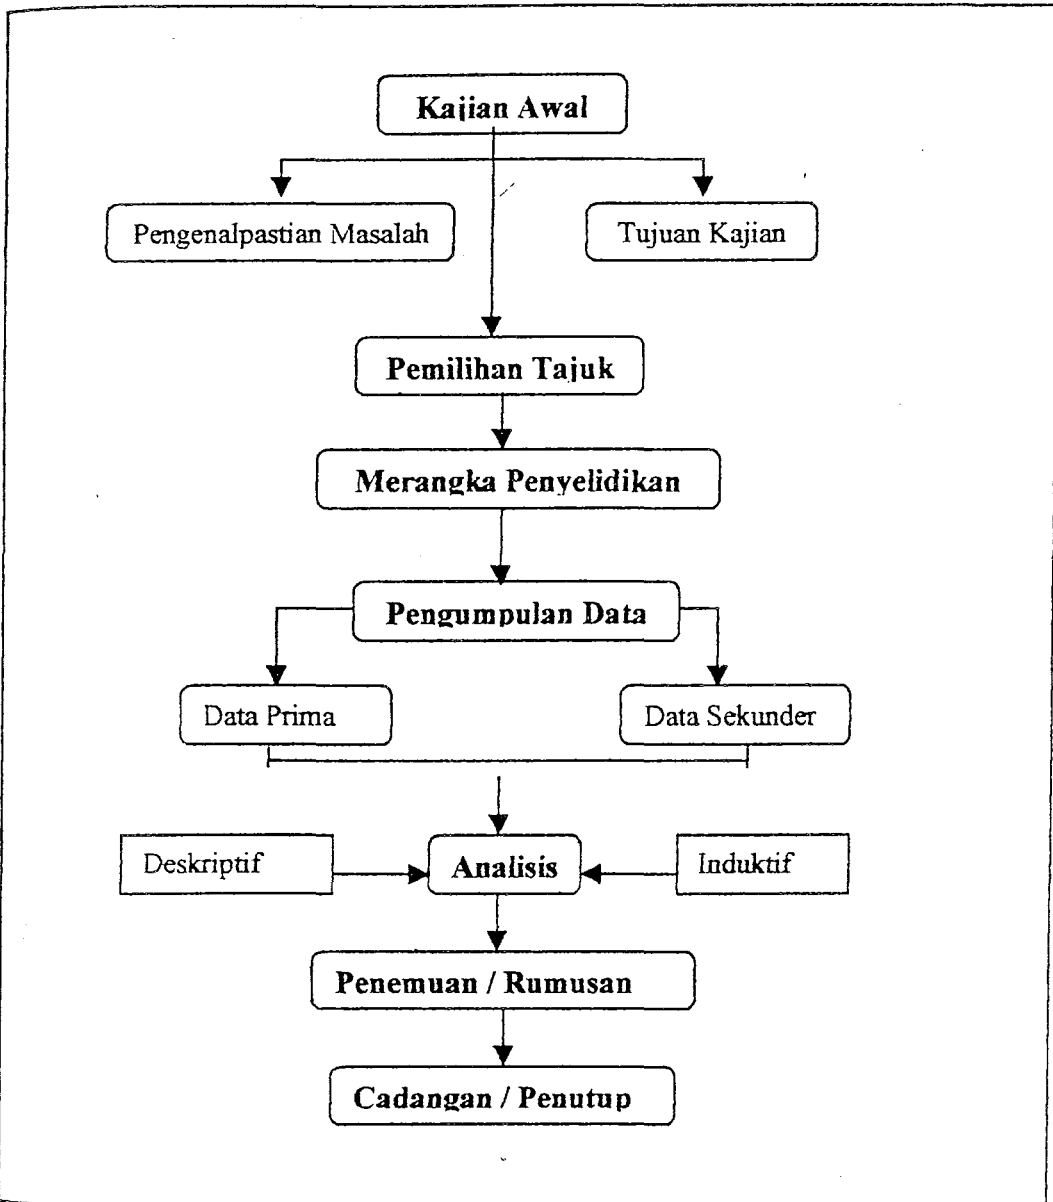 Kajian Awal
Pengenalpastian Masalah
Tujuan Kajian
Pemilihan Tajuk
Merangka Penyelidikan
Pengumpulan Data
Data Prima
Data Sekunder
Deskriptif
Analisis
Induktif
Penemuan / Rumusan
Cadangan / Penutup